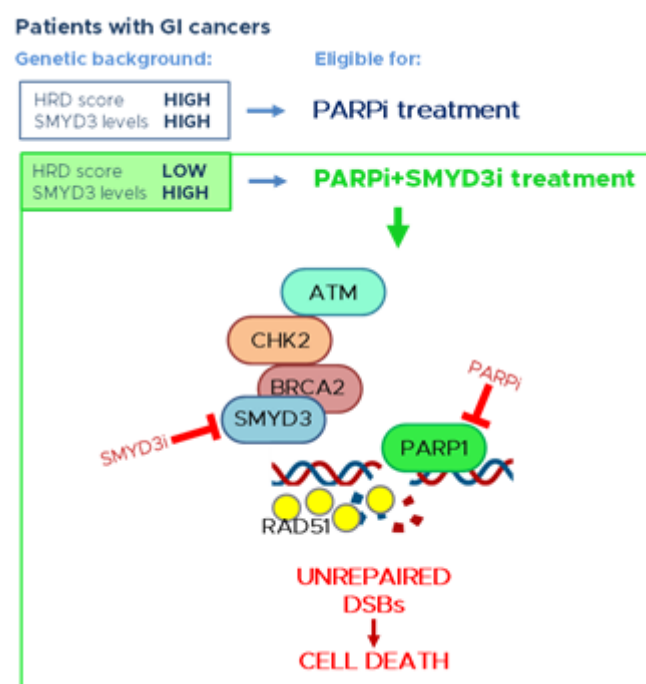 Patients with GI cancers
Genetic background: Eligible for:
HRD score HIGH
SMYD3 levels HIGH
PARPi treatment
HRD score LOW
SMYD3 levels HIGH
PARPi+SMYD3i treatment
ATM
CHK2
BRCA2
SMYD3
SMYD3i
PARPi
PARP1
RAD51
UNREPAIRED
DSBs
CELL DEATH